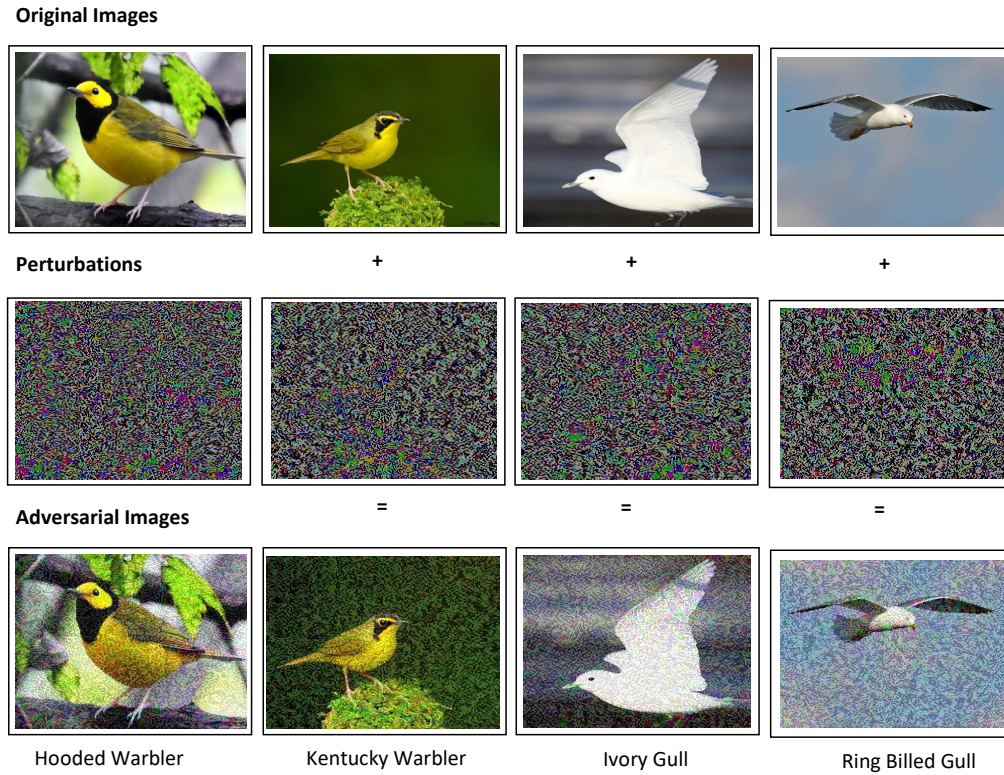 Original Images
Perturbations
+
+
+
Adversarial Images
=
=
=
Hooded Warbler
Kentucky Warbler
Ivory Gull
Ring Billed Gull